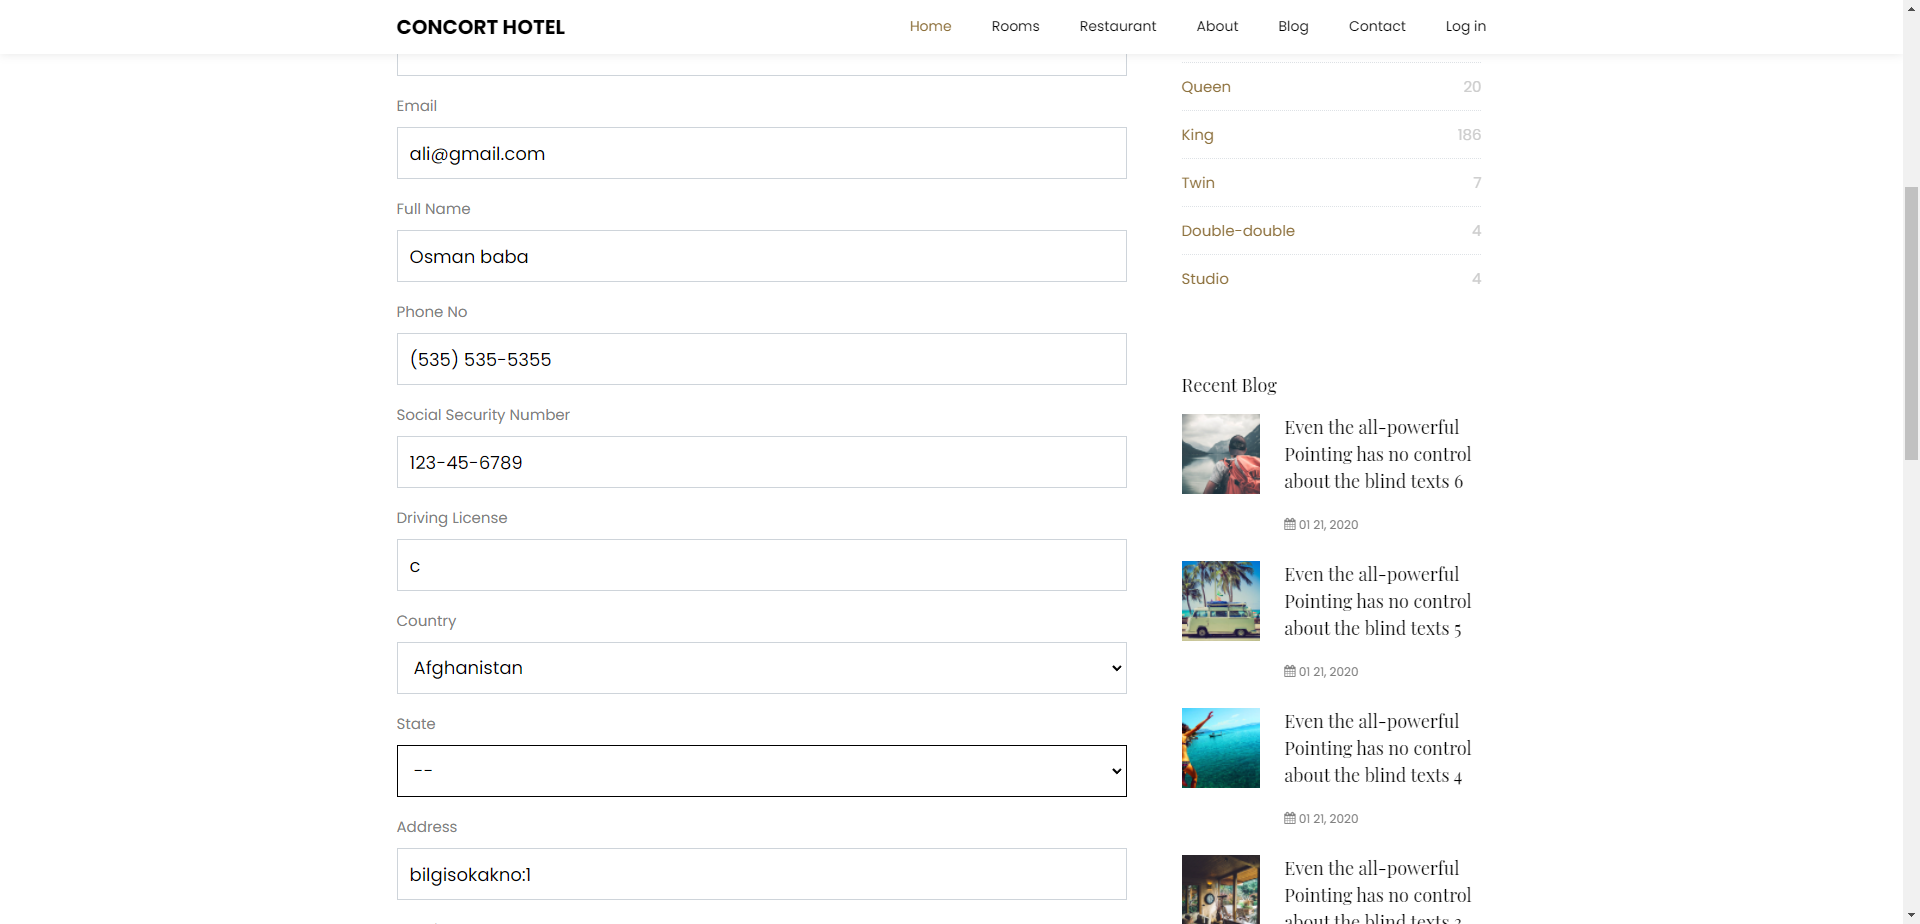 CONCORT HOTEL
Home Rooms Restaurant About Blog Contact Log in
Email
ali@gmail.com
Full Name
Osman baba
Phone No
(535) 535-5355
Social Security Number
123-45-6789
Driving License
c
Country
Afghanistan
State
--
Address
bilgisokakno:1
Queen 20
King 186
Twin 7
Double-double 4
Studio 4
Recent Blog
Even the all-powerful
Pointing has no control
about the blind texts 6
01 21, 2020
Even the all-powerful
Pointing has no control
about the blind texts 5
01 21, 2020
Even the all-powerful
Pointing has no control
about the blind texts 4
01 21, 2020
Even the all-powerful
Pointing has no control
about the blind texts